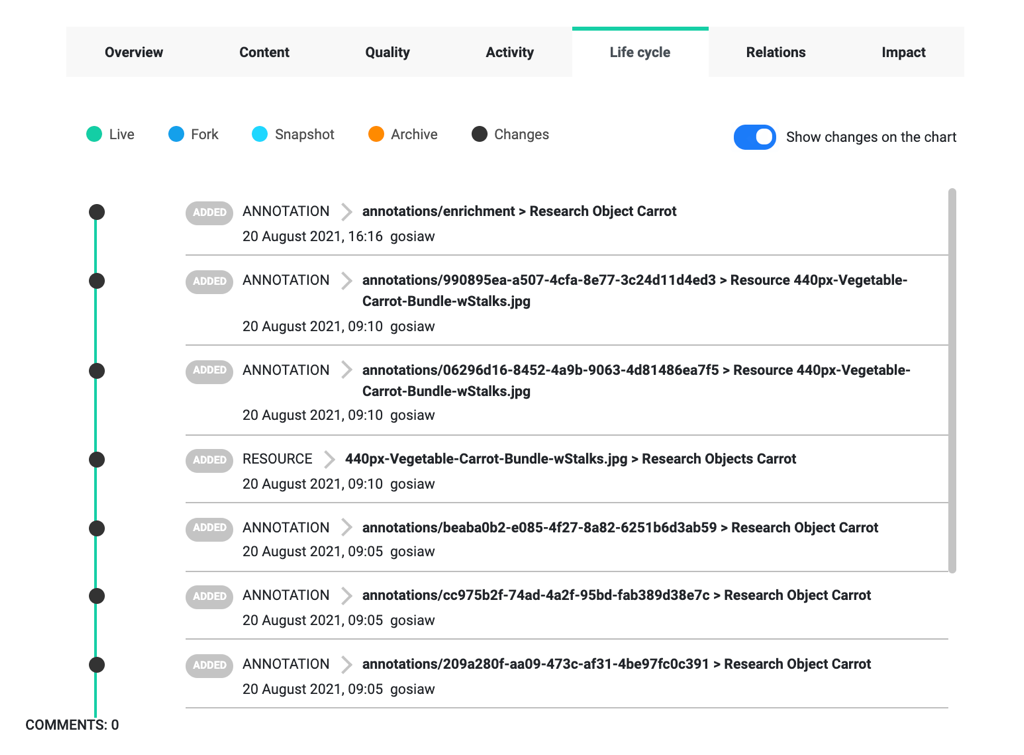 Overview Content Quality Activity Life cycle Relations Impact
Live Fork Snapshot Archive Changes Show changes on the chart
ADDED ANNOTATION annotations/enrichment > Research Object Carrot
20 August 2021, 16:16 gosiaw
ADDED ANNOTATION annotations/990895ea-a507-4cfa-8e77-3c24d11d4ed3 > Resource 440px-Vegetable-
Carrot-Bundle-wStalks.jpg
20 August 2021, 09:10 gosiaw
ADDED ANNOTATION annotations/06296d16-8452-4a9b-9063-4d81486ea7f5 > Resource 440px-Vegetable-
Carrot-Bundle-wStalks.jpg
20 August 2021, 09:10 gosiaw
ADDED RESOURCE 440px-Vegetable-Carrot-Bundle-wStalks.jpg > Research Objects Carrot
20 August 2021, 09:10 gosiaw
ADDED ANNOTATION annotations/beaba0b2-e085-4f27-8a82-6251b6d3ab59 > Research Object Carrot
20 August 2021, 09:05 gosiaw
ADDED ANNOTATION annotations/cc975b2f-74ad-4a2f-95bd-fab389d38e7c > Research Object Carrot
20 August 2021, 09:05 gosiaw
ADDED ANNOTATION annotations/209a280f-aa09-473c-af31-4be97fc0c391 > Research Object Carrot
20 August 2021, 09:05 gosiaw
COMMENTS: 0